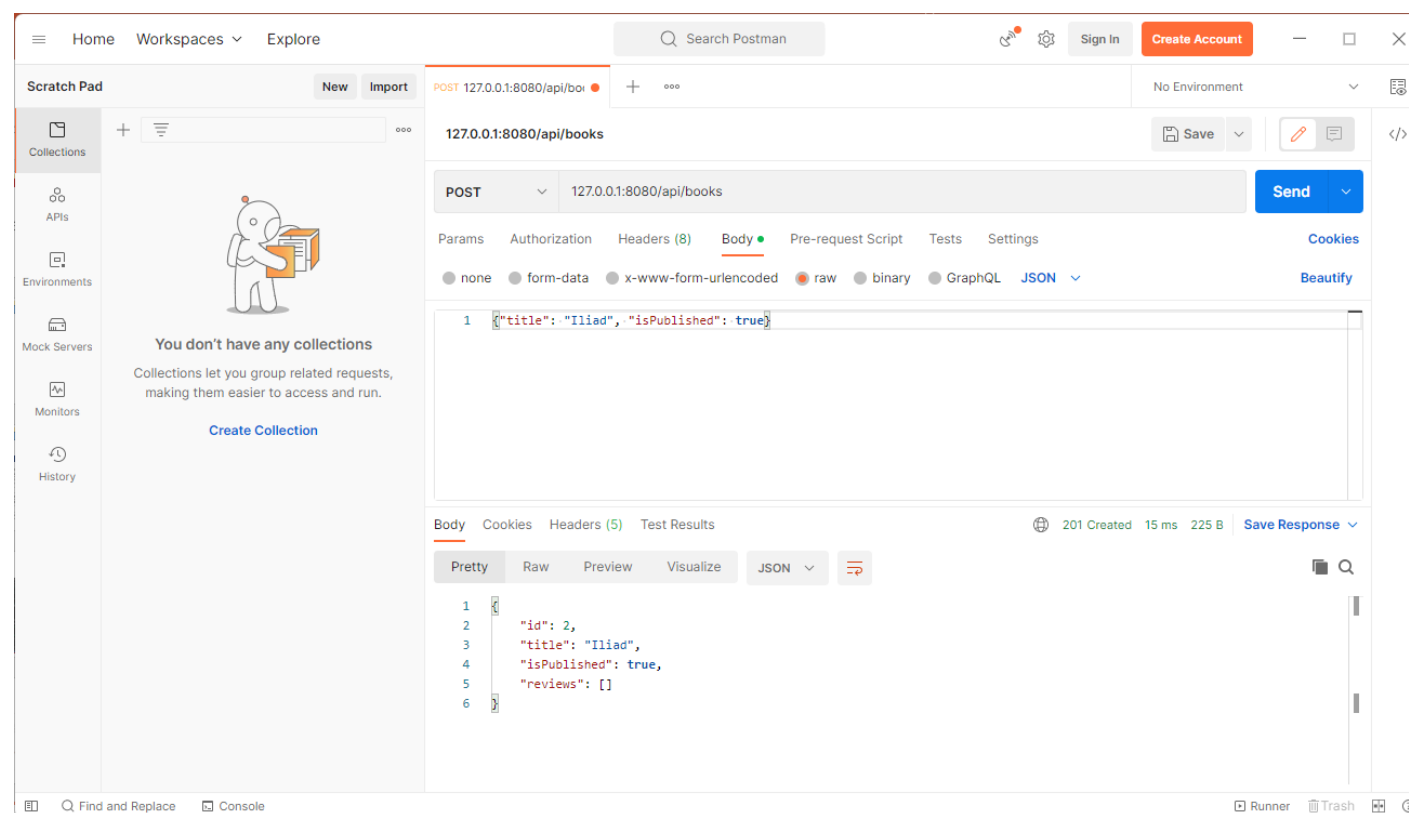 Home Workspaces Explore Search Postman Sign In Create Account
Scratch Pad New Import POST 127.0.0.1:8080/api/bo No Environment
Collections
APIs
Environments
Mock Servers
Monitors
History
You don't have any collections
Collections let you group related requests,
making them easier to access and run.
Create Collection
127.0.0.1:8080/api/books Save </>
POST 127.0.0.1:8080/api/books Send
Params Authorization Headers (8) Body Pre-request Script Tests Settings Cookies
none form-data x-www-form-urlencoded raw binary GraphQL JSON Beautify
1 {"title": "Iliad", "isPublished": true}
Body Cookies Headers (5) Test Results 201 Created 15 ms 225 B Save Response
Pretty Raw Preview Visualize JSON
1 {
2 "id": 2,
3 "title": "Iliad",
4 "isPublished": true,
5 "reviews": []
6 }
Find and Replace Console Runner Trash